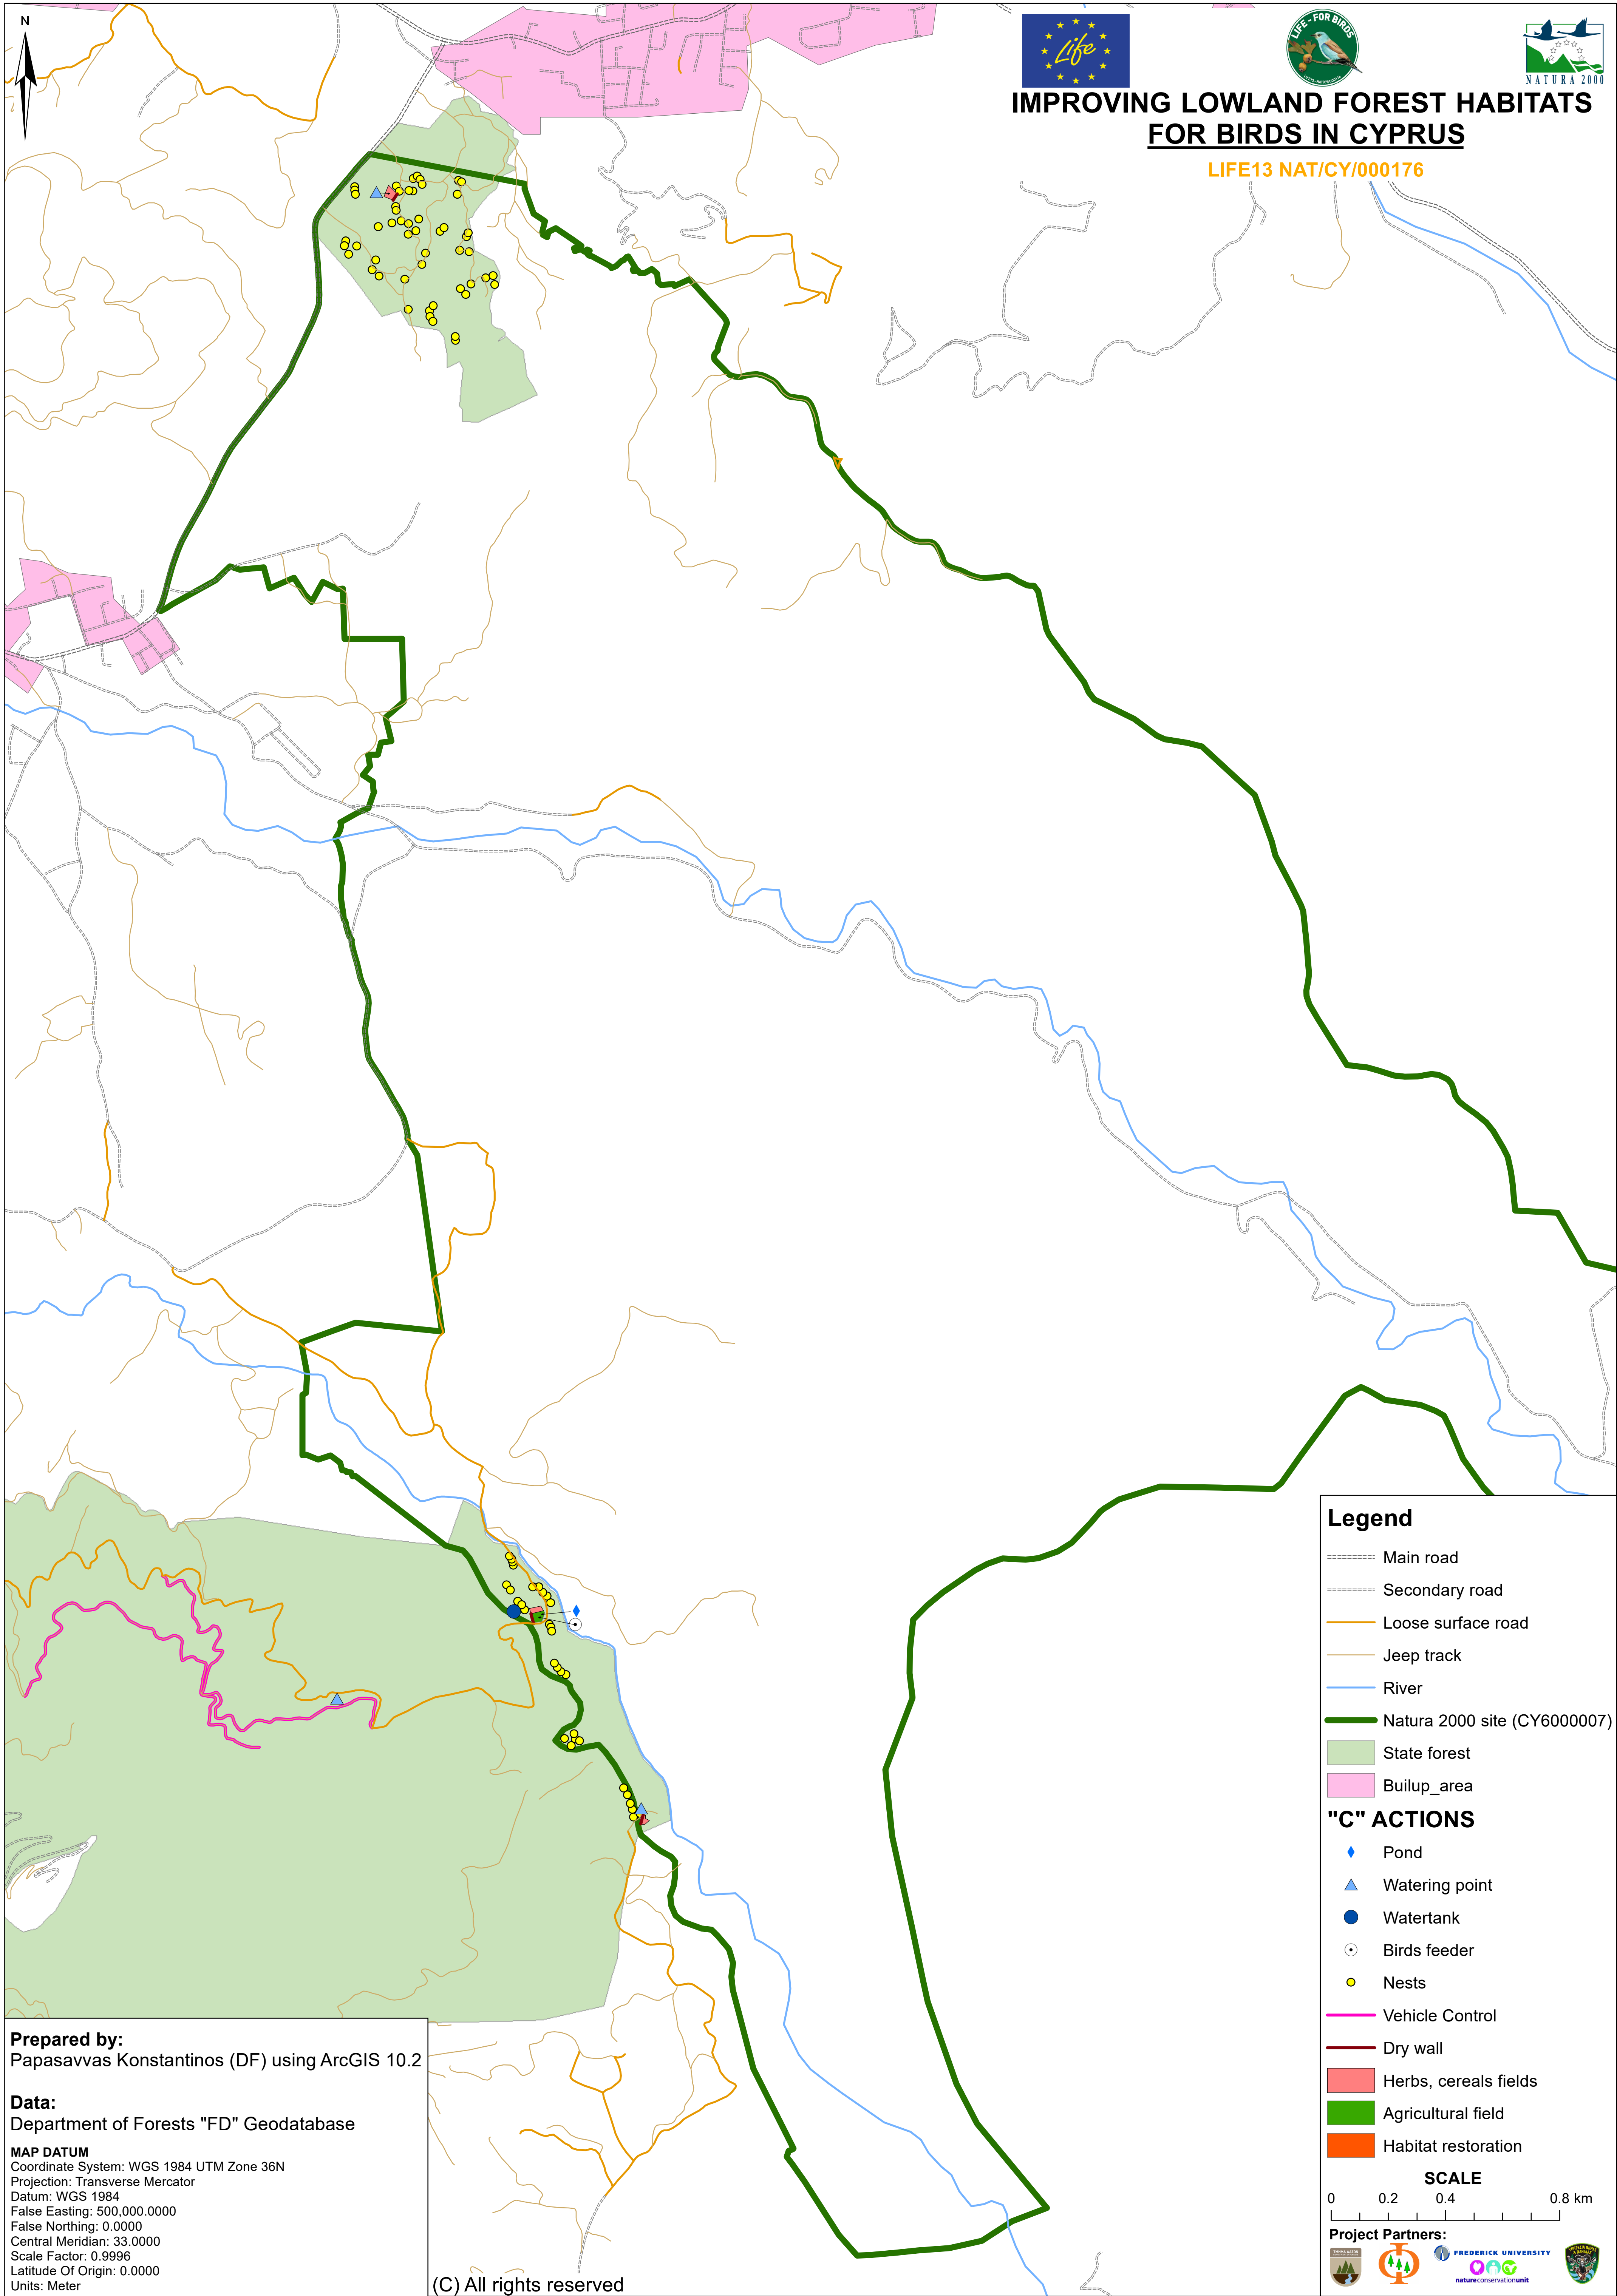 N
Life
LIFE - FOR BIRDS
NATURA 2000
IMPROVING LOWLAND FOREST HABITATS
FOR BIRDS IN CYPRUS
LIFE13 NAT/CY/000176
Legend
Main road
Secondary road
Loose surface road
Jeep track
River
Natura 2000 site (CY6000007)
State forest
Builup_area
"C" ACTIONS
Pond
Watering point
Watertank
Birds feeder
Nests
Vehicle Control
Dry wall
Herbs, cereals fields
Agricultural field
Habitat restoration
SCALE
0 0.2 0.4 0.8 km
Project Partners:
FREDERICK UNIVERSITY
natureconservationunit
Prepared by:
Papasavvas Konstantinos (DF) using ArcGIS 10.2
Data:
Department of Forests "FD" Geodatabase
MAP DATUM
Coordinate System: WGS 1984 UTM Zone 36N
Projection: Transverse Mercator
Datum: WGS 1984
False Easting: 500,000.0000
False Northing: 0.0000
Central Meridian: 33.0000
Scale Factor: 0.9996
Latitude Of Origin: 0.0000
Units: Meter
(C) All rights reserved